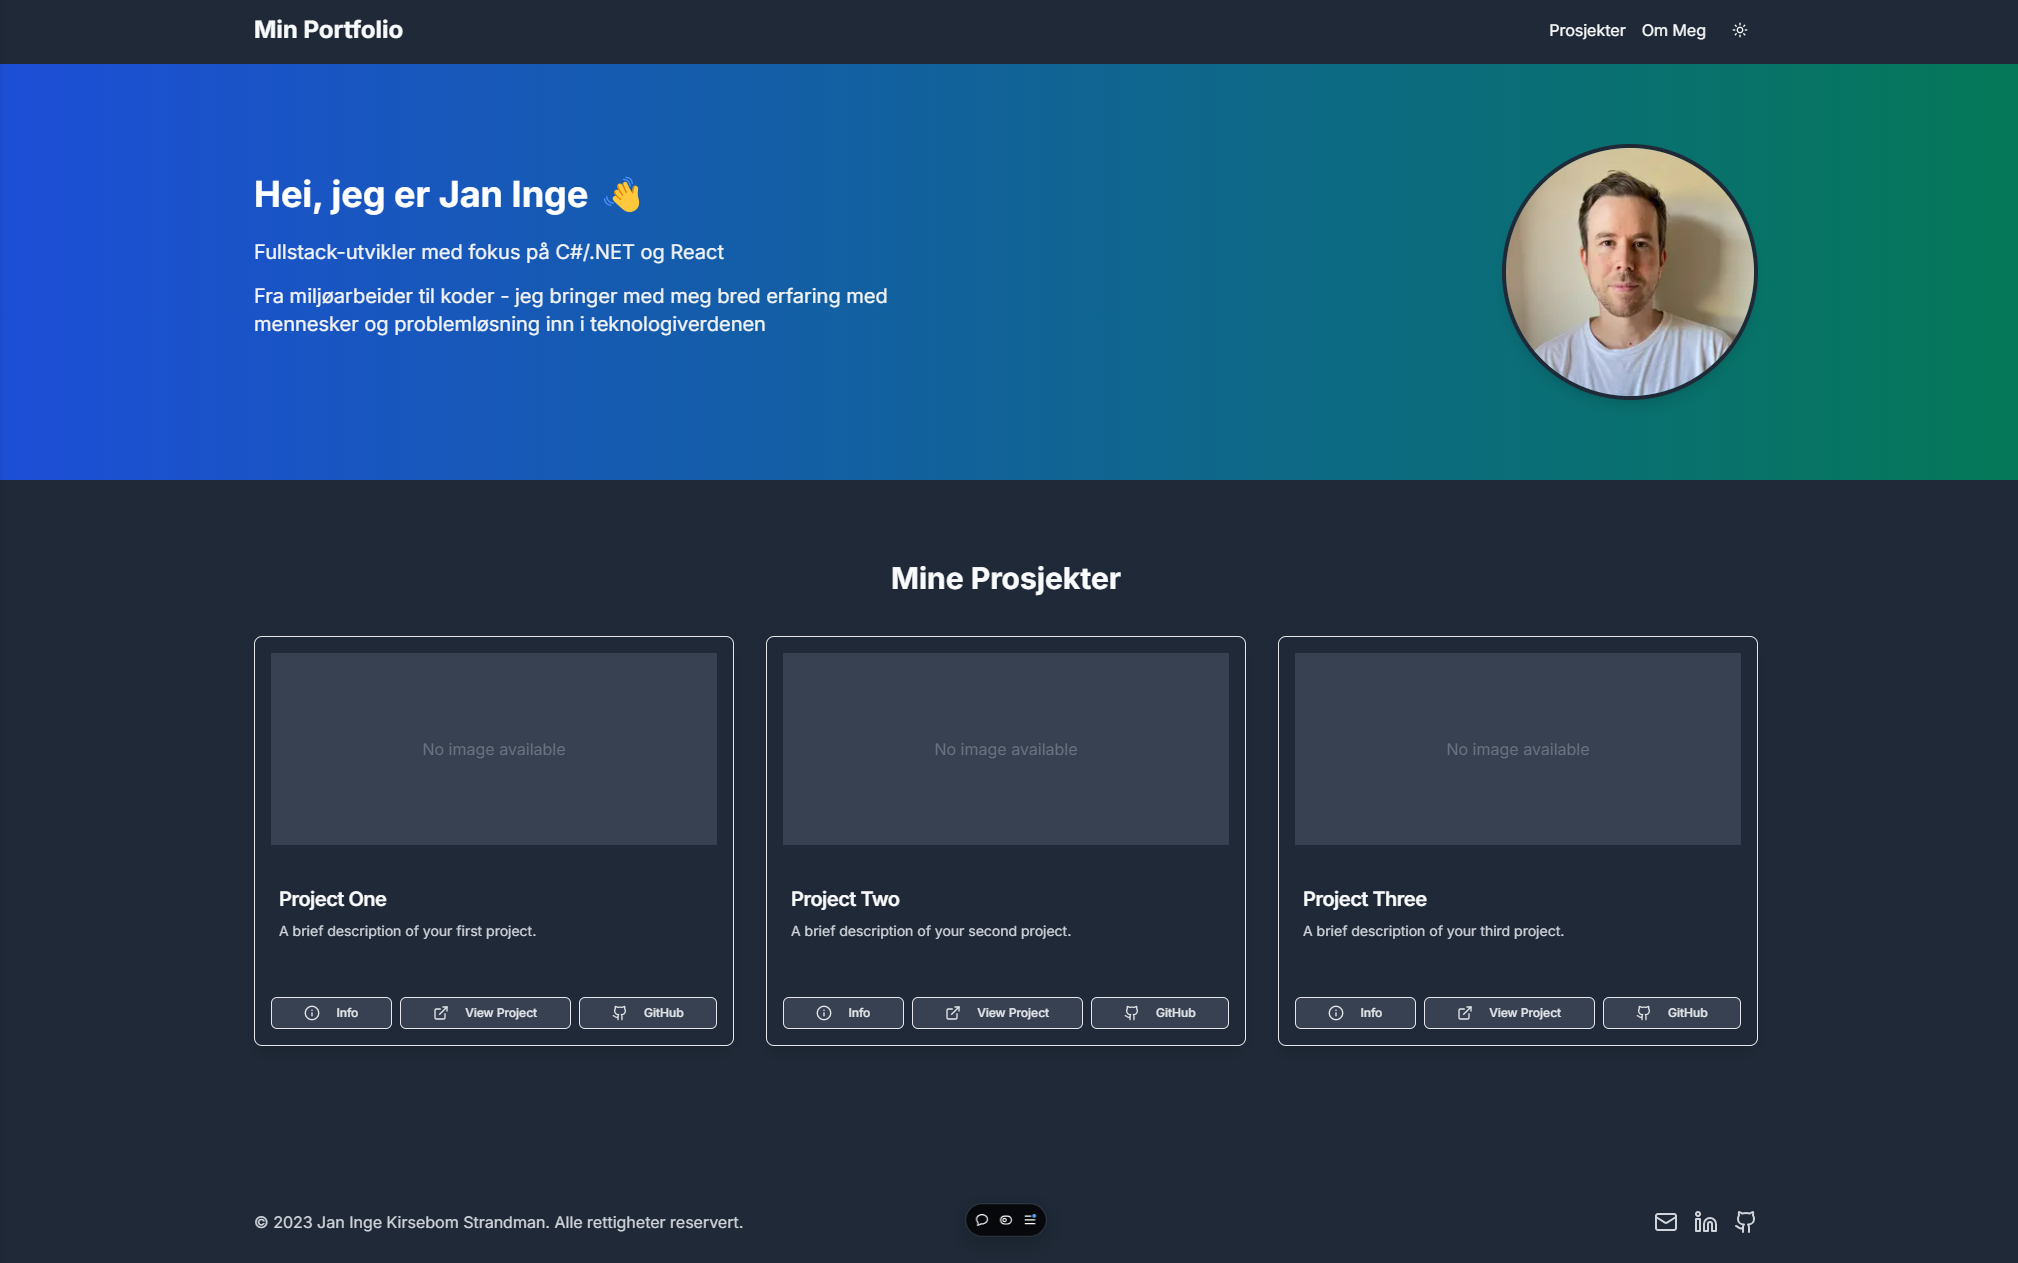 Min Portfolio
Prosjekter Om Meg
Hei, jeg er Jan Inge 👋
Fullstack-utvikler med fokus på C#/.NET og React
Fra miljøarbeider til koder - jeg bringer med meg bred erfaring med
mennesker og problemløsning inn i teknologiverdenen
Mine Prosjekter
No image available
Project One
A brief description of your first project.
Info View Project GitHub
No image available
Project Two
A brief description of your second project.
Info View Project GitHub
No image available
Project Three
A brief description of your third project.
Info View Project GitHub
© 2023 Jan Inge Kirsebom Strandman. Alle rettigheter reservert.